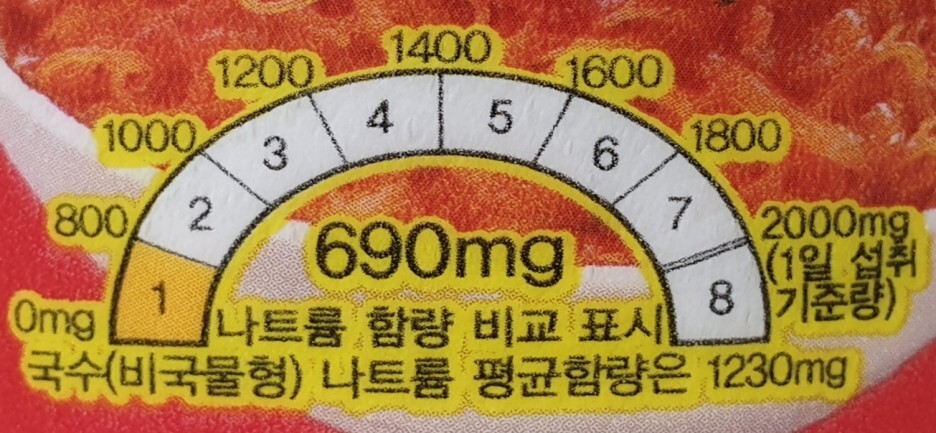 1400
1200 1600
1000 1800
800 2000mg
(1일 섭취
기준량)
0mg
1 2 3 4 5 6 7 8
690mg
나트륨 함량 비교 표시
국수(비국물형) 나트륨 평균함량은 1230mg